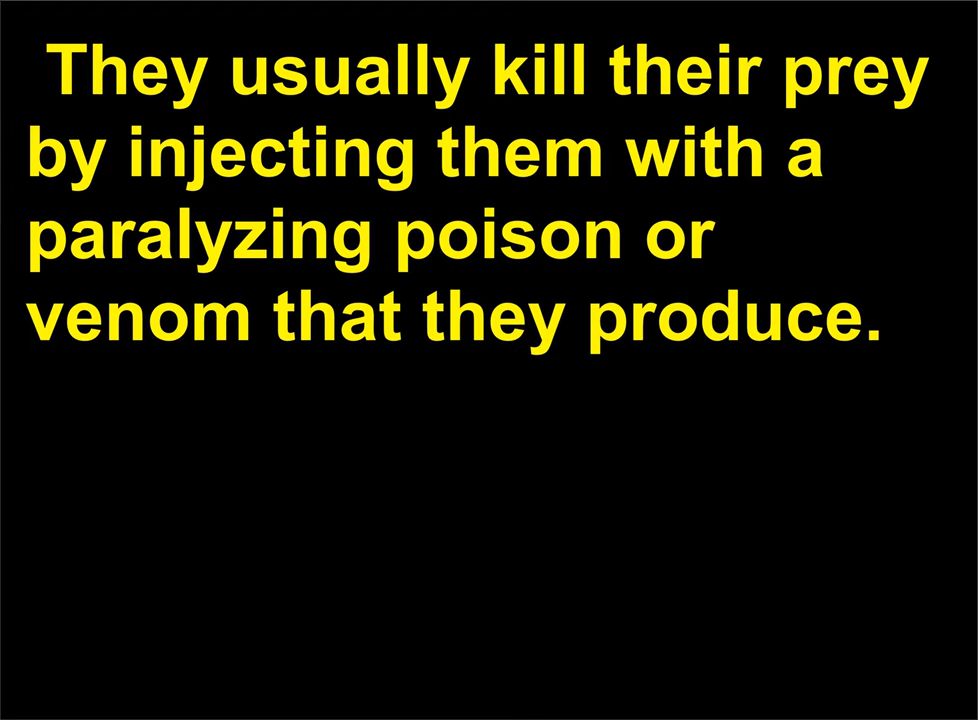 They usually kill their prey
by injecting them with a
paralyzing poison or
venom that they produce.